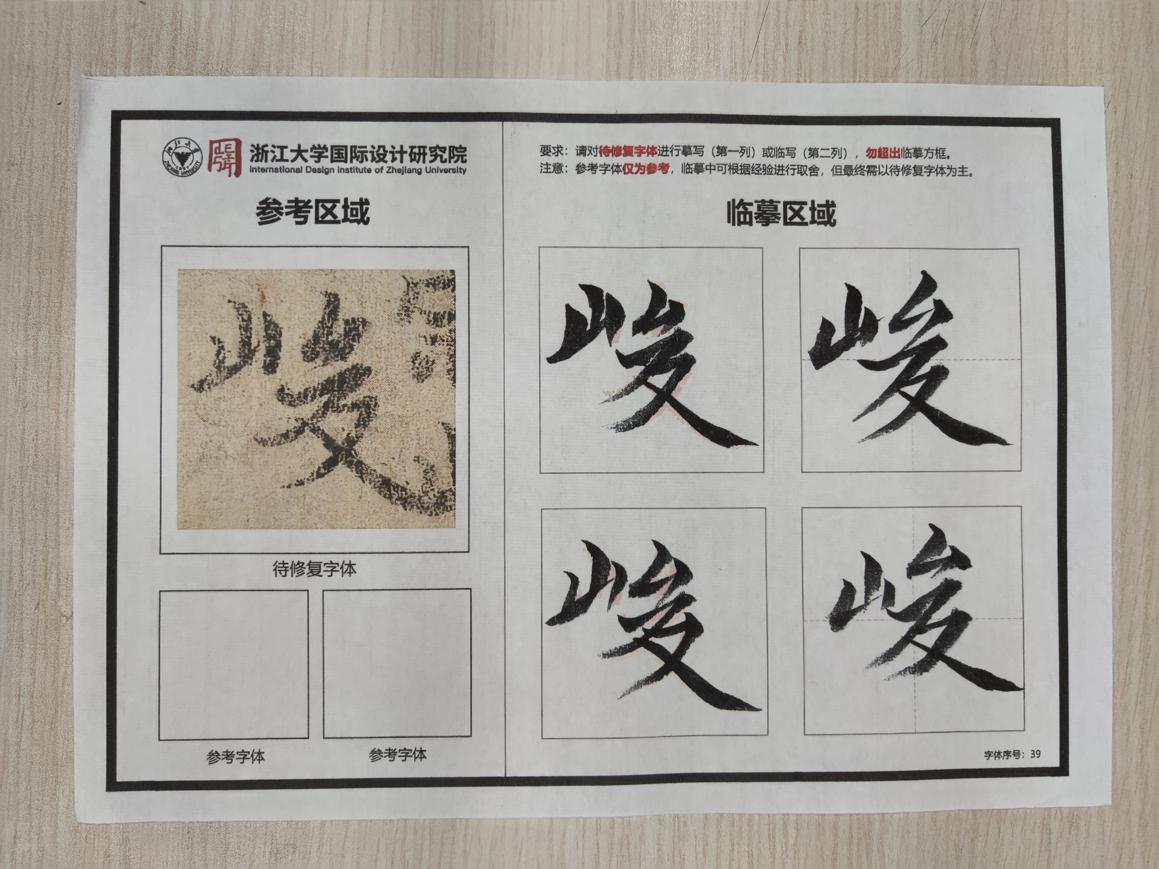 浙江大学国际设计研究院
International Design Institute of Zhejiang University
参考区域
峻
待修复字体
参考字体
参考字体
要求：请对待修复字体进行摹写（第一列）或临写（第二列），勿超出临摹方框。
注意：参考字体仅为参考，临摹中可根据经验进行取舍，但最终需以待修复字体为主。
临摹区域
峻 峻
峻 峻
字体序号：39